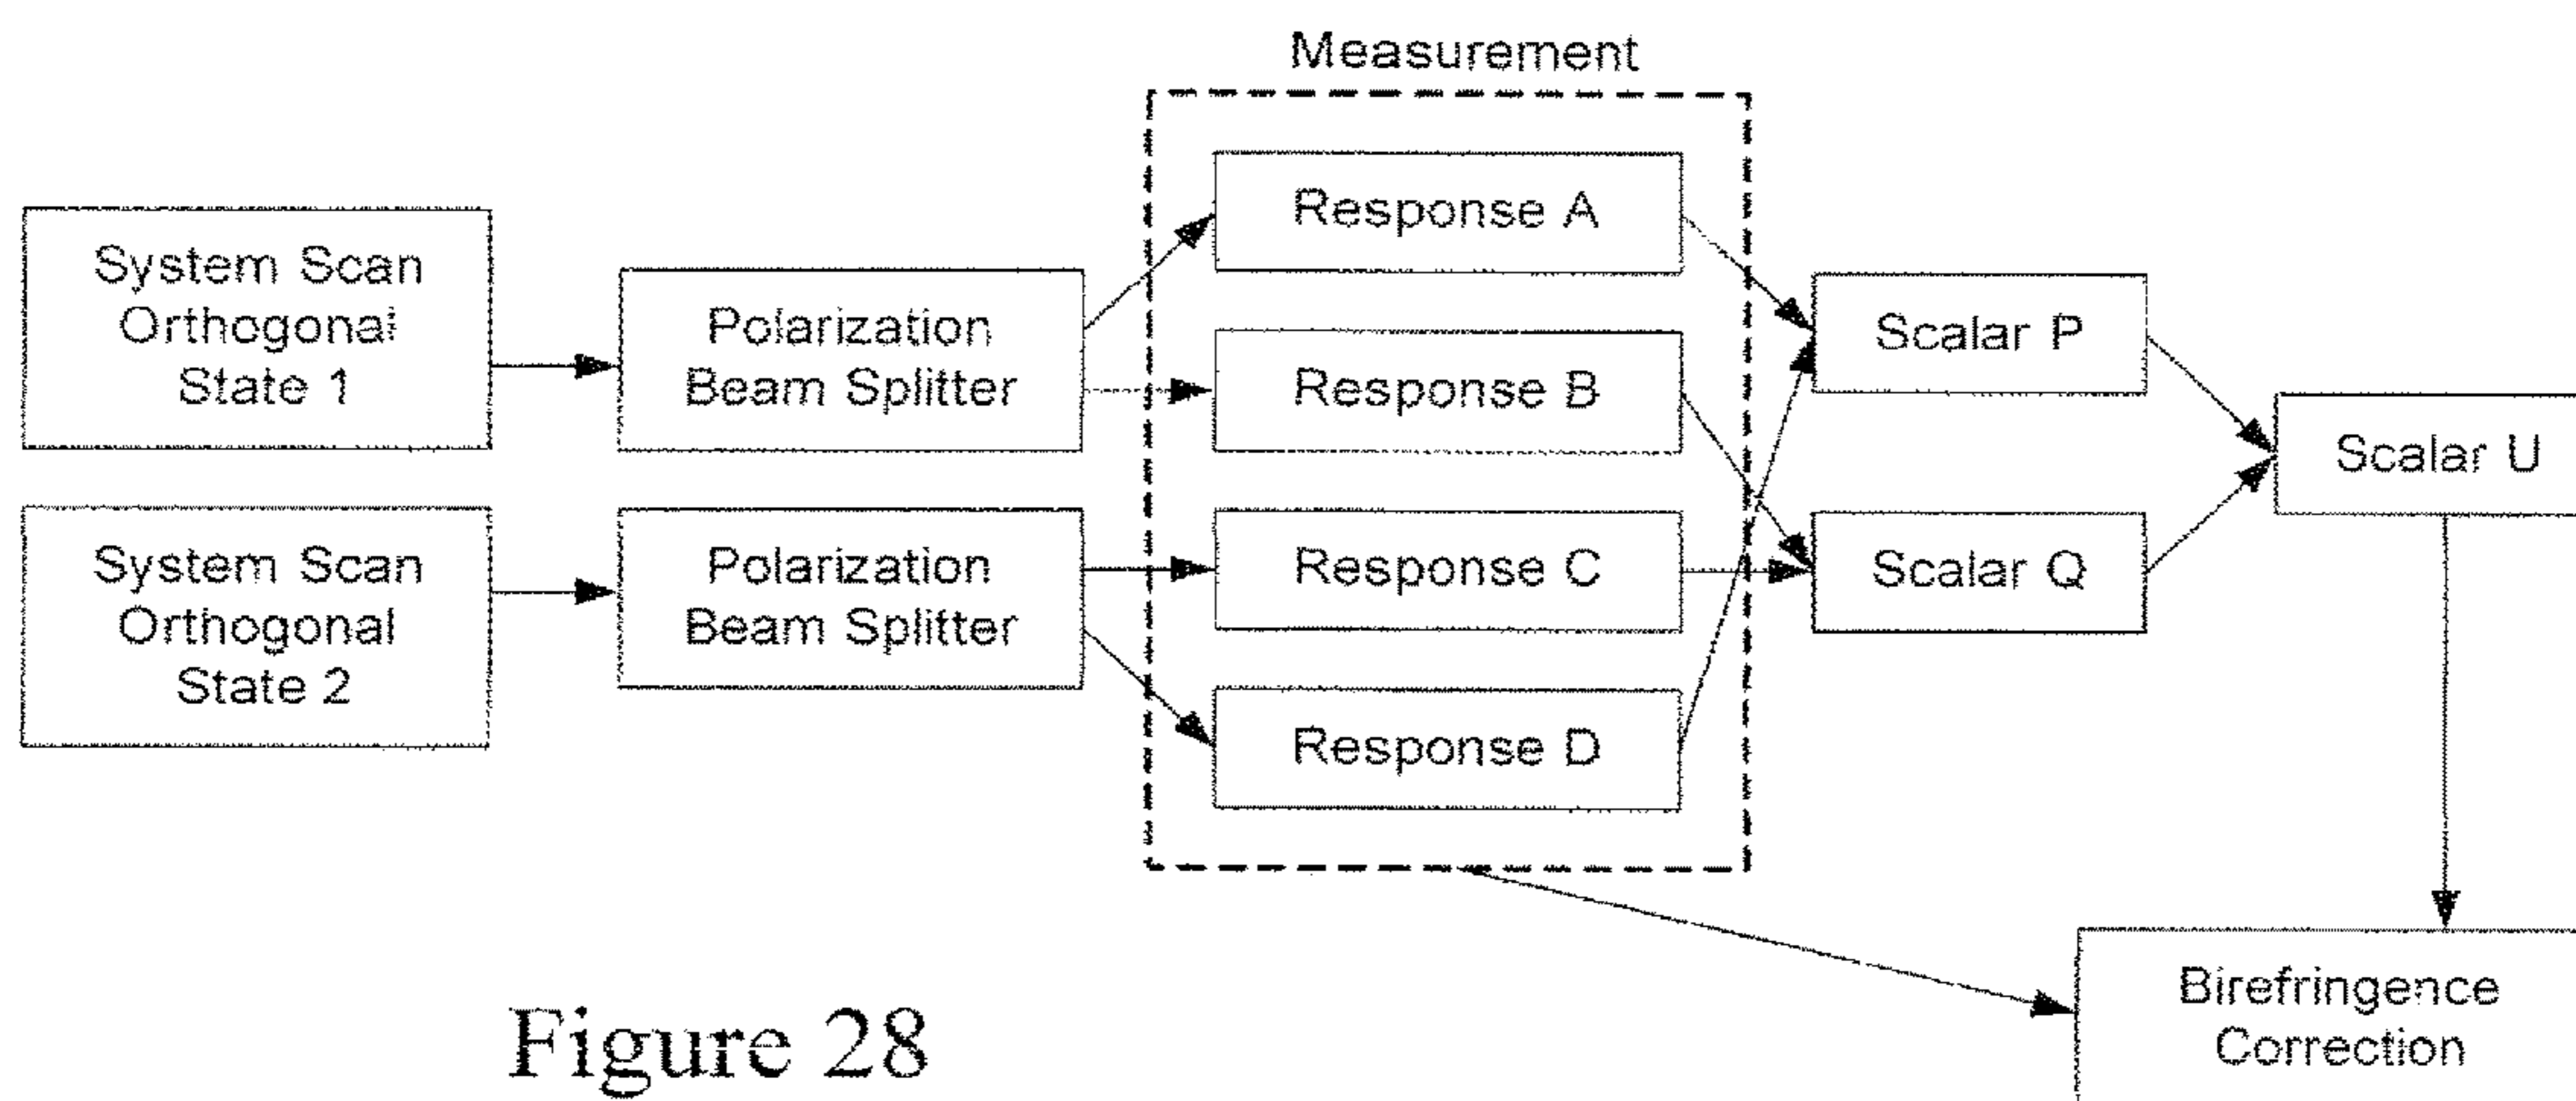 Measurement
System Scan
Orthogonal
State 1
Polarization
Beam Splitter
Response A
Response B
Scalar P
Scalar U
System Scan
Orthogonal
State 2
Polarization
Beam Splitter
Response C
Response D
Scalar Q
Birefringence
Correction
Figure 28